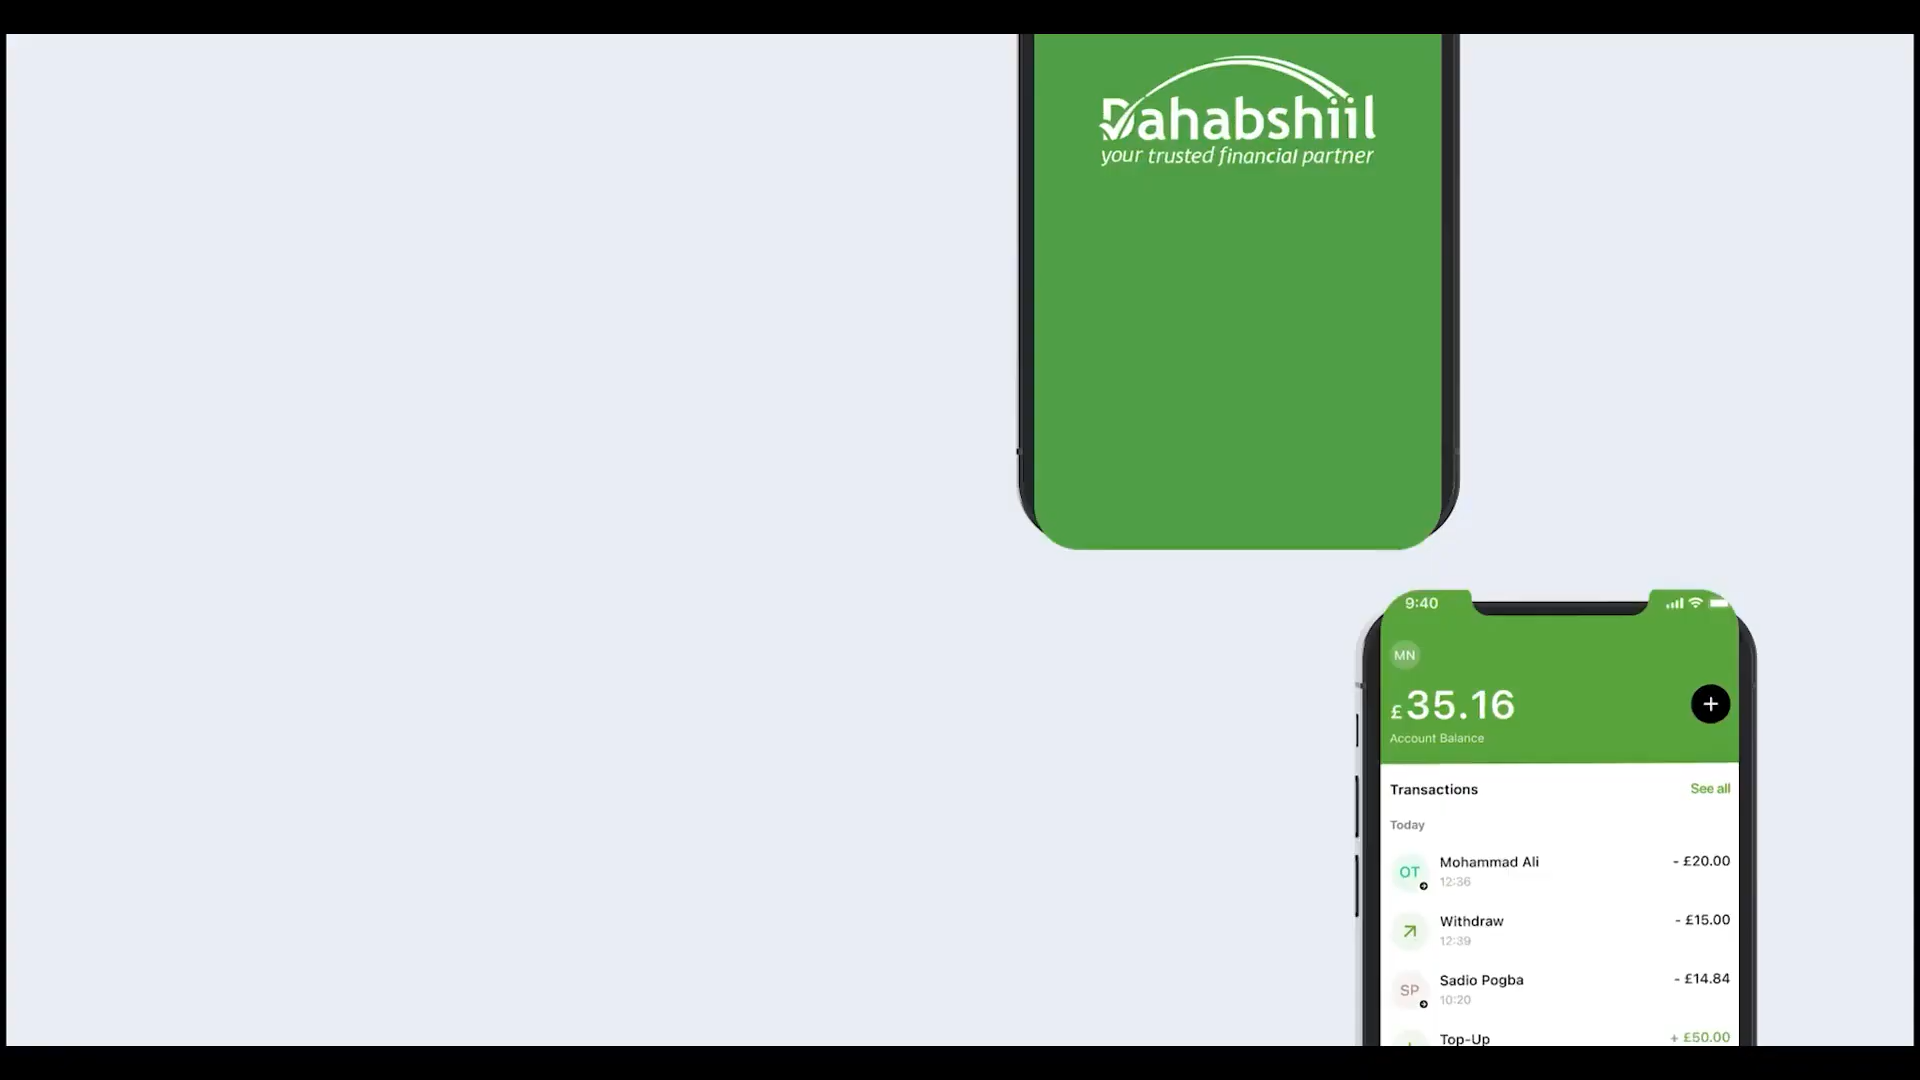 Dahabshiil
your trusted financial partner
9:40
MN
£35.16
+
Account Balance
Transactions
See all
Today
OT
Mohammad Ali
- £20.00
12:36
Withdraw
- £15.00
12:39
SP
Sadio Pogba
- £14.84
10:20
Top-Up
+ £50.00